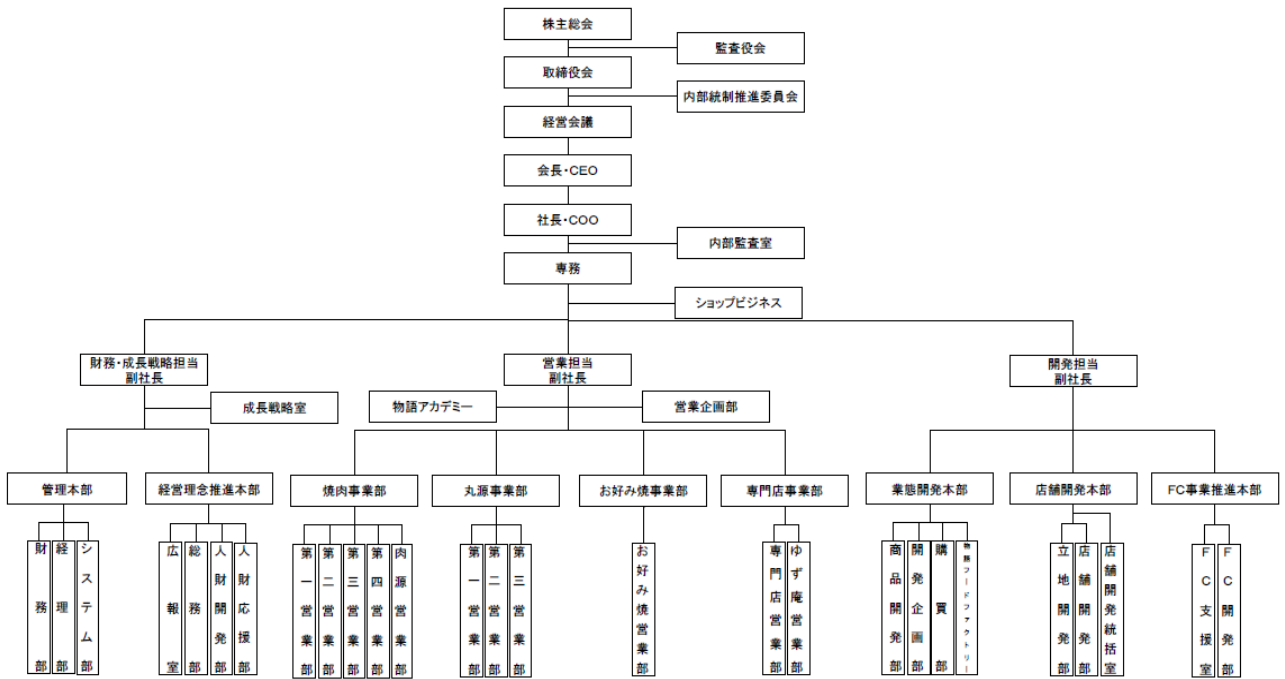 株主総会
監査役会
取締役会
内部統制推進委員会
経営会議
会長・CEO
社長・COO
内部監査室
専務
ショップビジネス
財務・成長戦略担当
副社長
営業担当
副社長
開発担当
副社長
成長戦略室
物語アカデミー
営業企画部
管理本部
経営理念推進本部
焼肉事業部
丸源事業部
お好み焼事業部
専門店事業部
業態開発本部
店舗開発本部
FC事業推進本部
財務部
経理部
システム部
広報室
総務部
人財開発部
人財応援部
第一営業部
第二営業部
第三営業部
第四営業部
肉源営業部
第一営業部
第二営業部
第三営業部
お好み焼営業部
専門店営業部
ゆず庵営業部
商品開発部
開発企画部
購買部
物語フードファクトリー
立地開発部
店舗開発部
店舗開発統括室
FC支援室
FC開発部